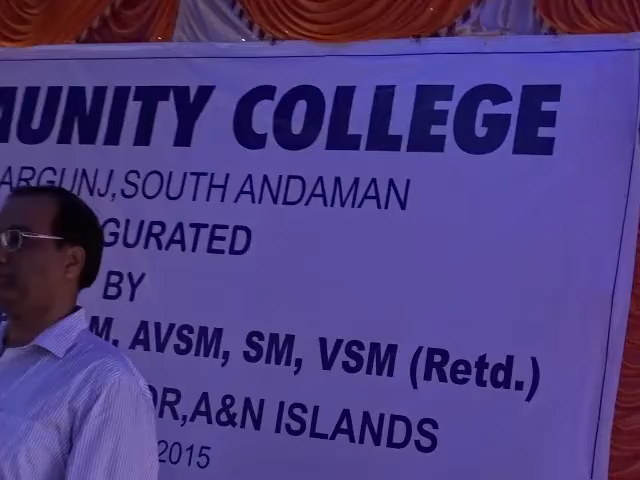 UNITY COLLEGE
ARGUNJ,SOUTH ANDAMAN
GURATED
BY
M, AVSM, SM, VSM (Retd.)
OR,A&N ISLANDS
2015